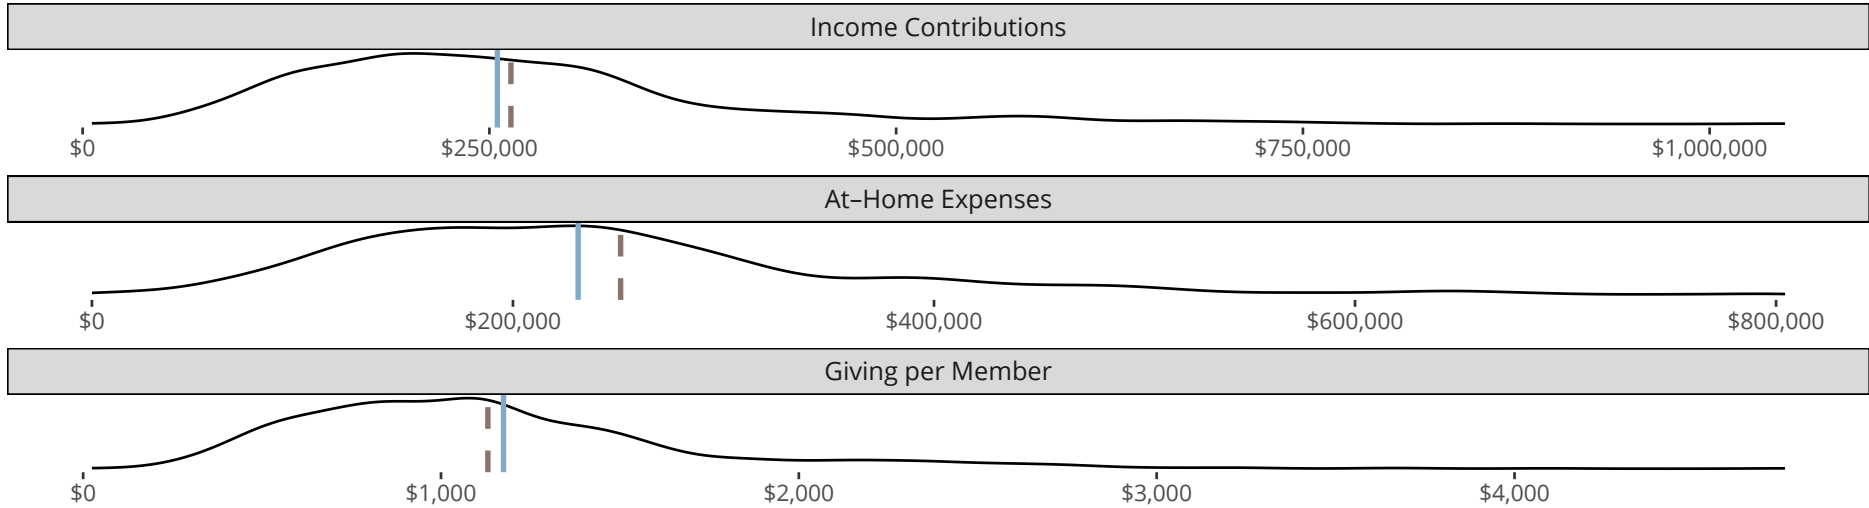 Income Contributions
$0 $250,000 $500,000 $750,000 $1,000,000
At–Home Expenses
$0 $200,000 $400,000 $600,000 $800,000
Giving per Member
$0 $1,000 $2,000 $3,000 $4,000